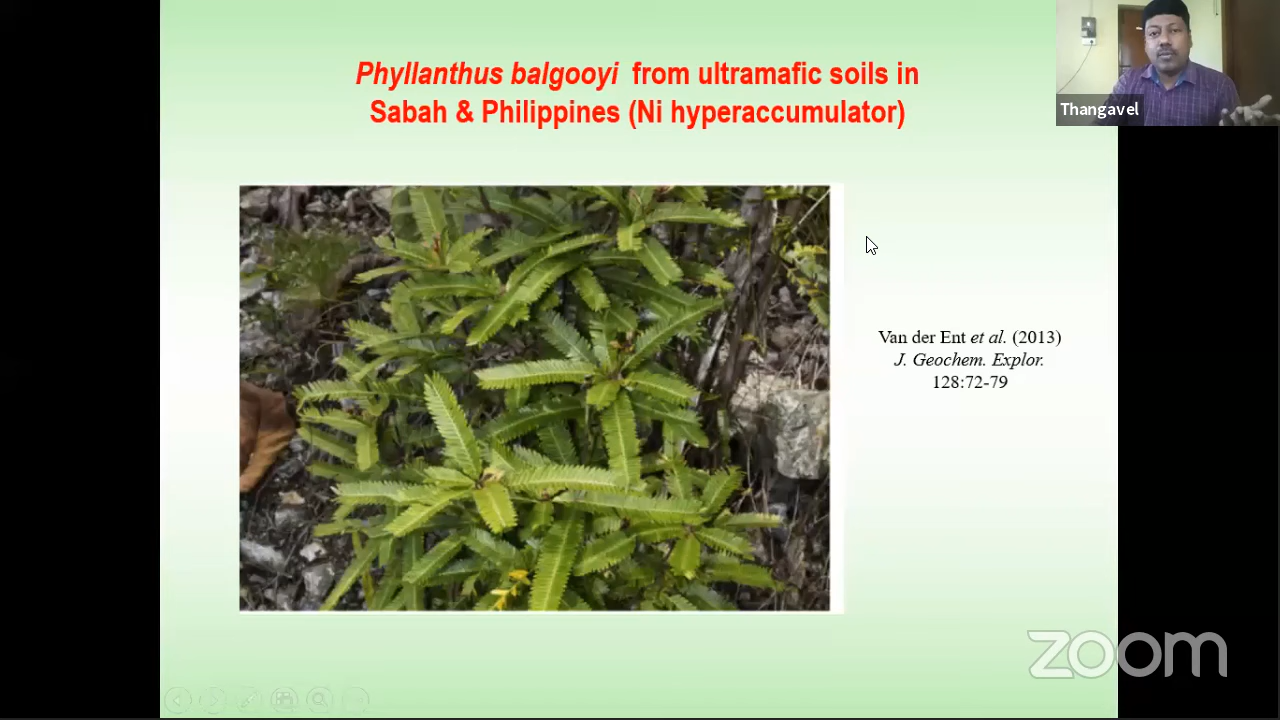 Phyllanthus balgooyi from ultramafic soils in
Sabah & Philippines (Ni hyperaccumulator)
Thangavel
Van der Ent et al. (2013)
J. Geochem. Explor.
128:72-79
zoom